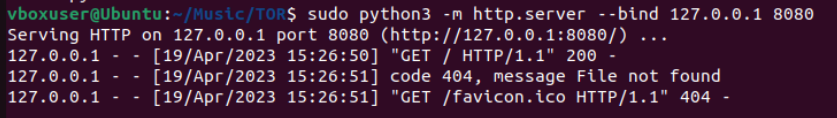 vboxuser@Ubuntu:~/Music/TOR$ sudo python3 -m http.server --bind 127.0.0.1 8080
Serving HTTP on 127.0.0.1 port 8080 (http://127.0.0.1:8080/) ...
127.0.0.1 - - [19/Apr/2023 15:26:50] "GET / HTTP/1.1" 200 -
127.0.0.1 - - [19/Apr/2023 15:26:51] code 404, message File not found
127.0.0.1 - - [19/Apr/2023 15:26:51] "GET /favicon.ico HTTP/1.1" 404 -